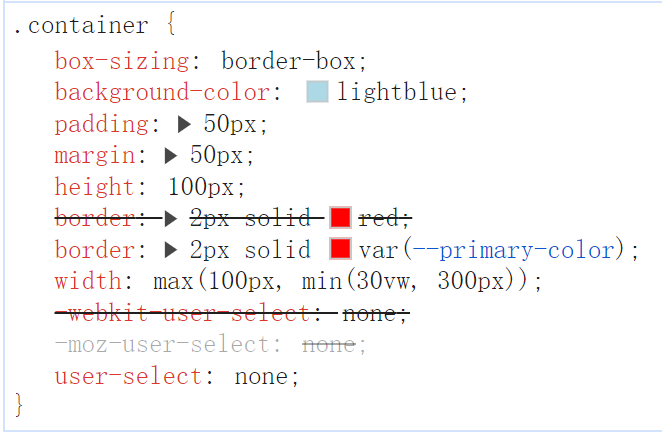 .container {
box-sizing: border-box;
background-color: lightblue;
padding: ▶ 50px;
margin: ▶ 50px;
height: 100px;
border: ▶ 2px solid red;
border: ▶ 2px solid var(--primary-color);
width: max(100px, min(30vw, 300px));
-webkit-user-select: none;
-moz-user-select: none;
user-select: none;
}